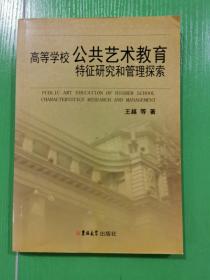 高等学校 公共艺术教育
特征研究和管理探索
PUBLIC ART EDUCATION OF HIGHER SCHOOL
CHARACTERISTICS RESEARCH AND MANAGEMENT
王越 等 著
吉林大学出版社